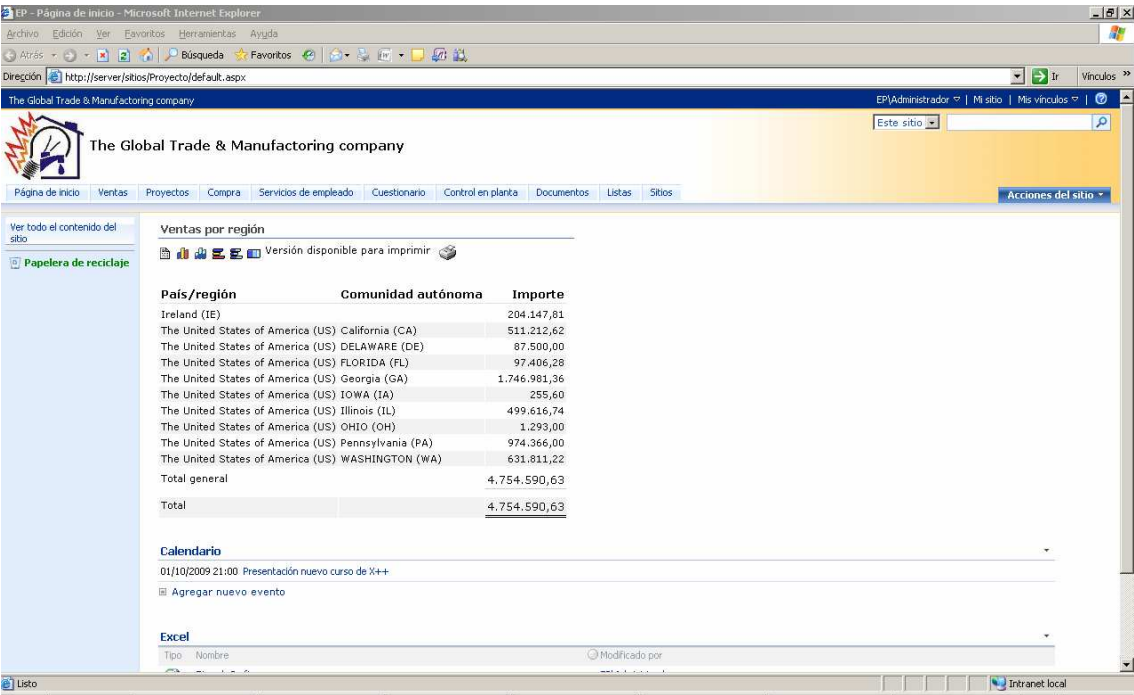 EP - Página de inicio - Microsoft Internet Explorer
Archivo Edición Ver Favoritos Herramientas Ayuda
Atrás Búsqueda Favoritos
Dirección http://server/sitios/Proyecto/default.aspx Ir Vínculos »
The Global Trade & Manufactoring company EP\Administrador | Mi sitio | Mis vínculos |
The Global Trade & Manufactoring company Este sitio
Página de inicio Ventas Proyectos Compra Servicios de empleado Cuestionario Control en planta Documentos Listas Sitios Acciones del sitio
Ver todo el contenido del
sitio
Papelera de reciclaje
Ventas por región
Versión disponible para imprimir
País/región Comunidad autónoma Importe
Ireland (IE) 204.147,81
The United States of America (US) California (CA) 511.212,62
The United States of America (US) DELAWARE (DE) 87.500,00
The United States of America (US) FLORIDA (FL) 97.406,28
The United States of America (US) Georgia (GA) 1.746.981,36
The United States of America (US) IOWA (IA) 255,60
The United States of America (US) Illinois (IL) 499.616,74
The United States of America (US) OHIO (OH) 1.293,00
The United States of America (US) Pennsylvania (PA) 974.366,00
The United States of America (US) WASHINGTON (WA) 631.811,22
Total general 4.754.590,63
Total 4.754.590,63
Calendario
01/10/2009 21:00 Presentación nuevo curso de X++
Agregar nuevo evento
Excel
Tipo Nombre Modificado por
Listo Intranet local